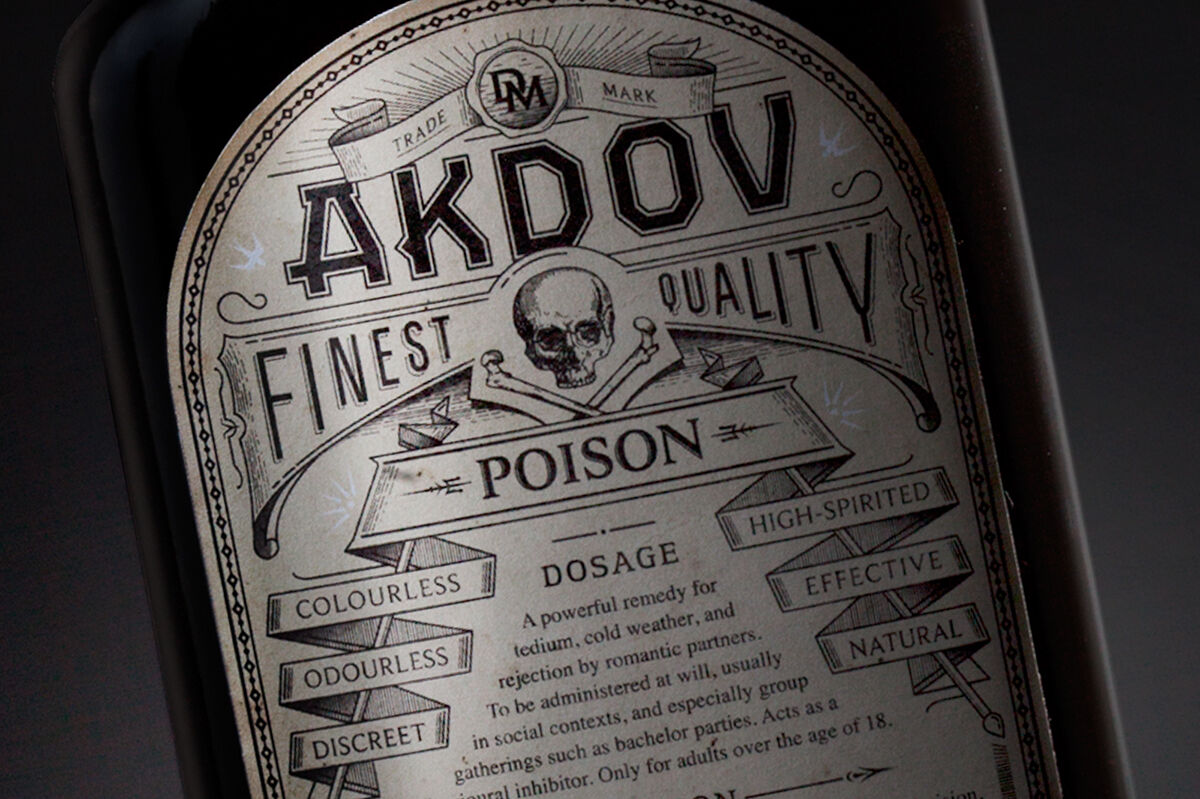 DM
TRADE MARK
AKDOV
FINEST QUALITY
POISON
COLOURLESS
ODOURLESS
DISCREET
HIGH-SPIRITED
EFFECTIVE
NATURAL
DOSAGE
A powerful remedy for
tedium, cold weather, and
rejection by romantic partners.
To be administered at will, usually
in social contexts, and especially group
gatherings such as bachelor parties. Acts as a
inhibitor. Only for adults over the age of 18.